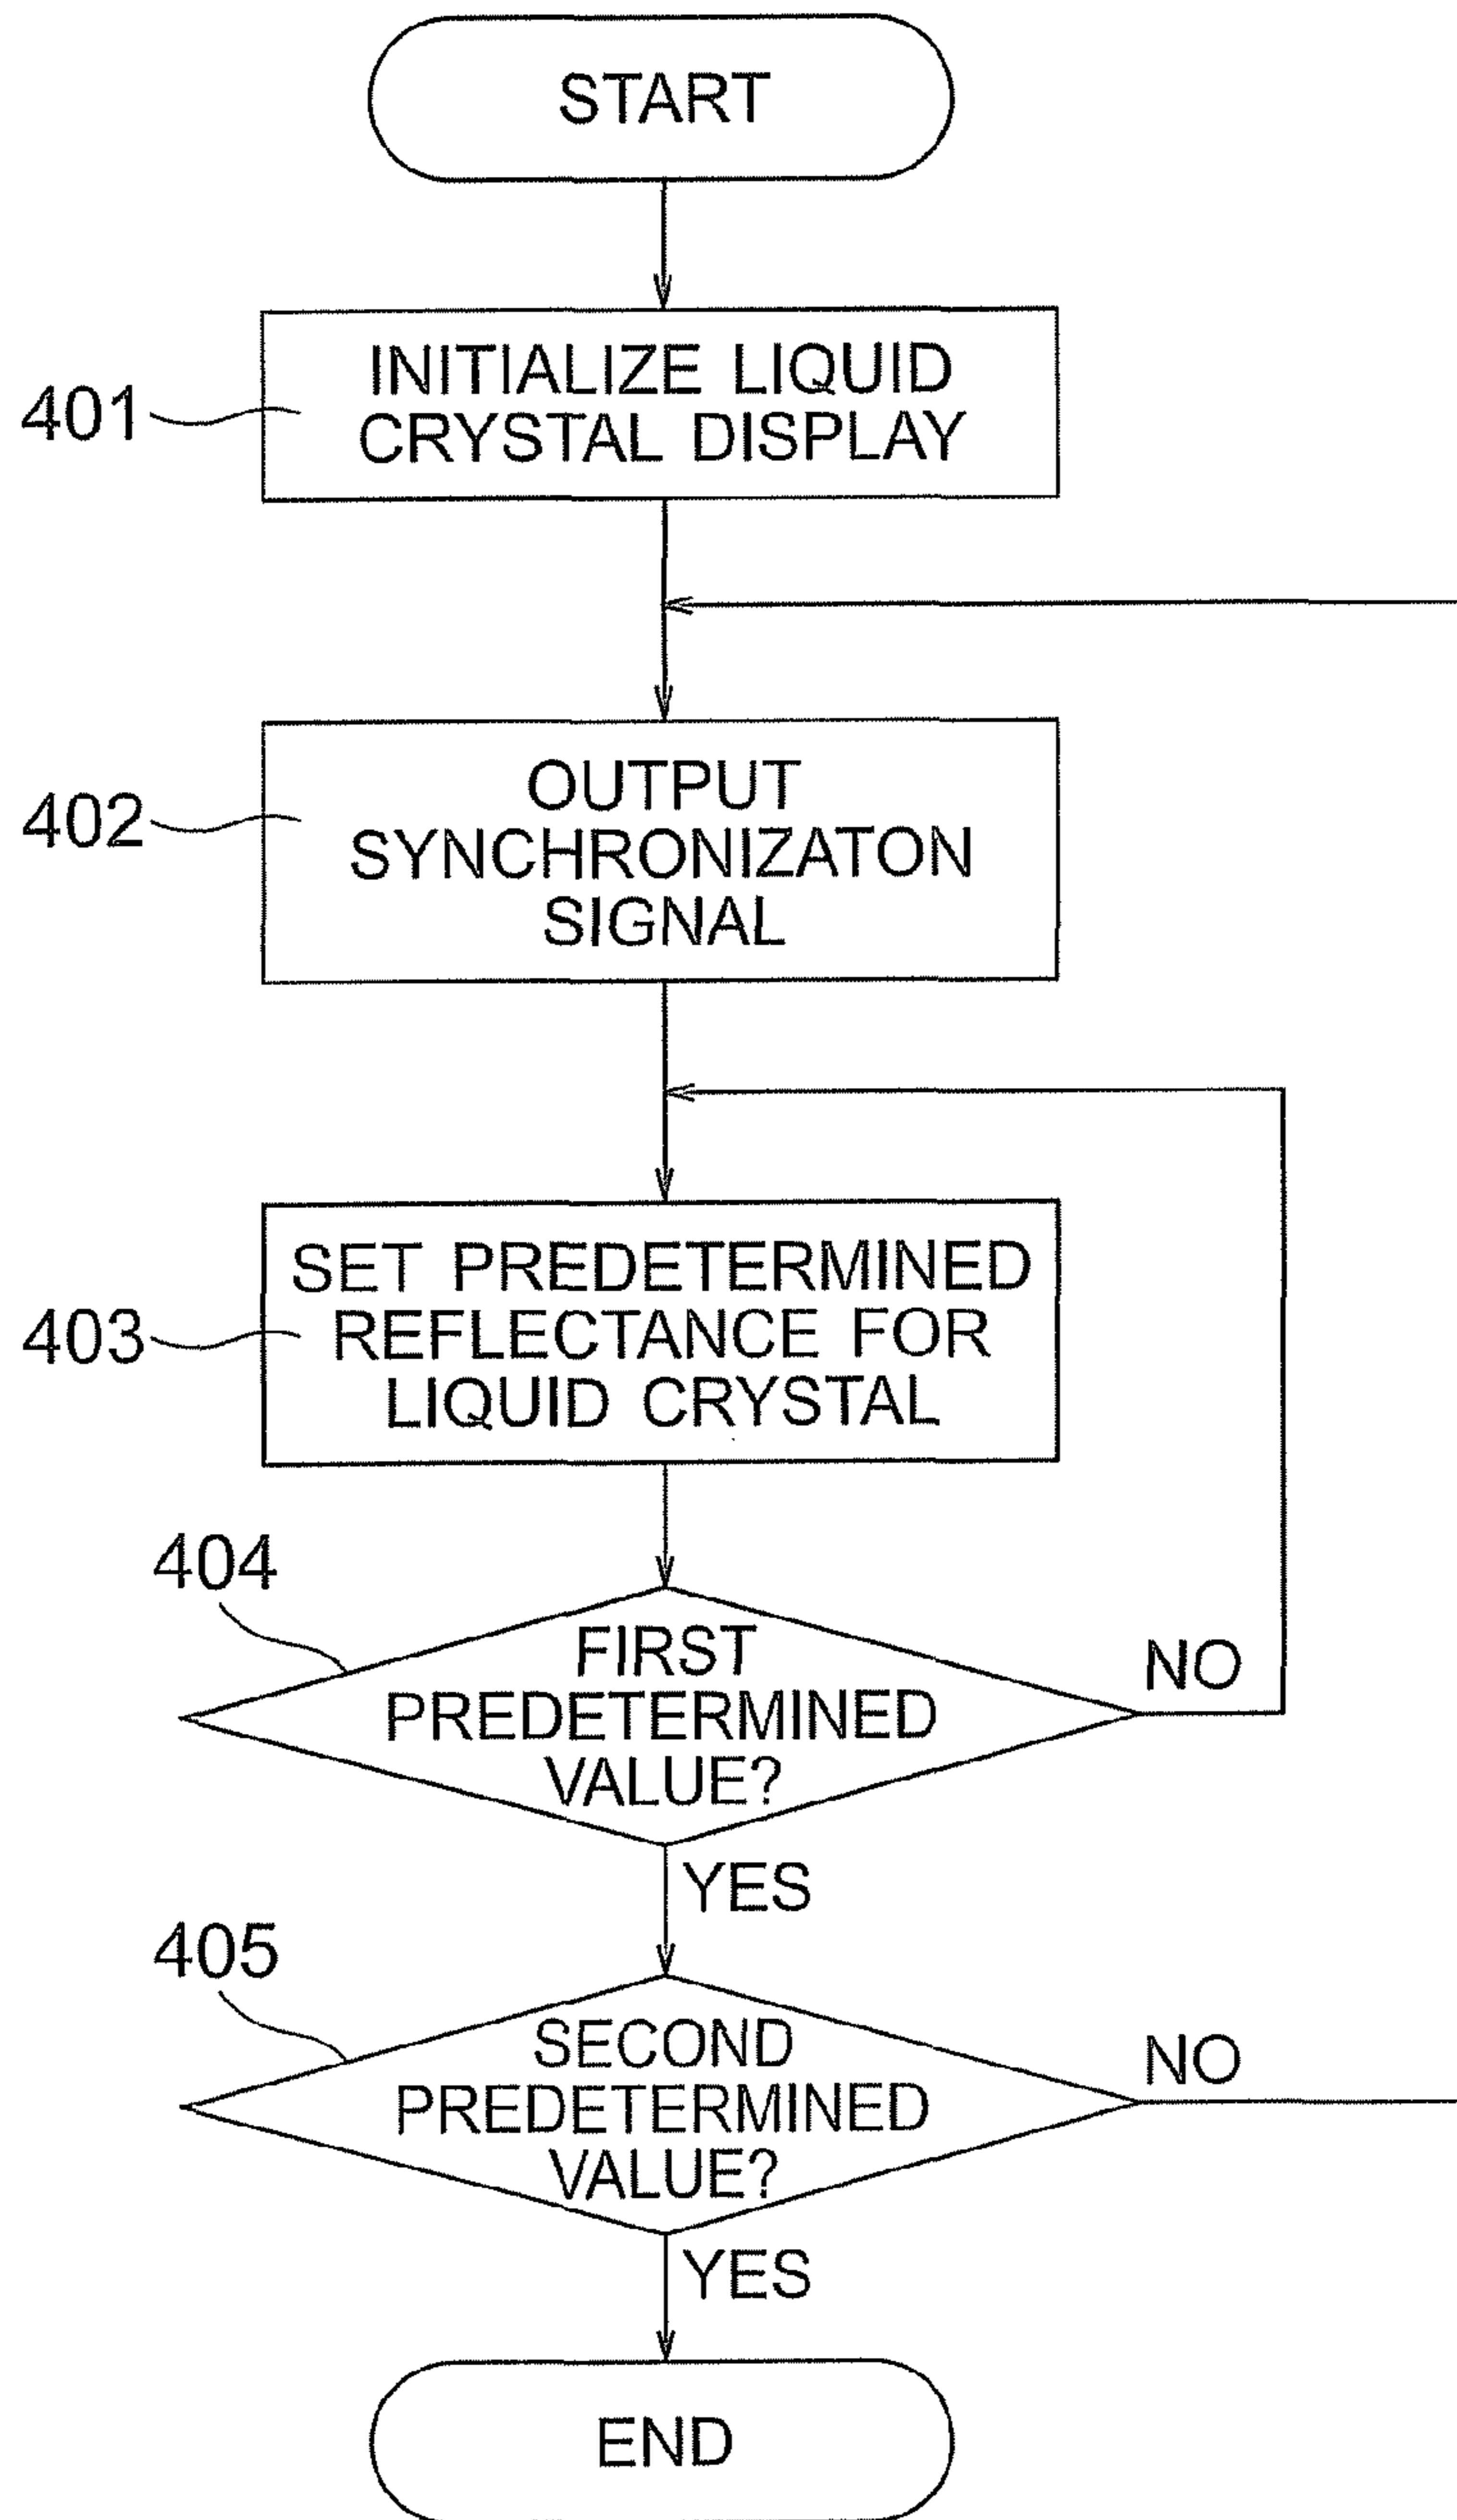 START
401
INITIALIZE LIQUID
CRYSTAL DISPLAY
402
OUTPUT
SYNCHRONIZATON
SIGNAL
403
SET PREDETERMINED
REFLECTANCE FOR
LIQUID CRYSTAL
404
FIRST
PREDETERMINED
VALUE?
NO
YES
405
SECOND
PREDETERMINED
VALUE?
NO
YES
END